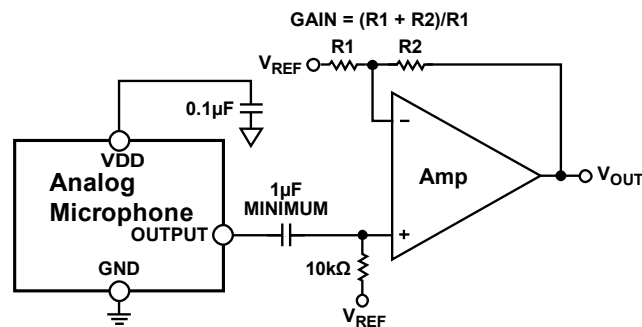 GAIN = (R1 + R2)/R1
R1
R2
VREF
0.1µF
VDD
Analog
Microphone
OUTPUT
GND
1µF
MINIMUM
−
+
Amp
VOUT
10kΩ
VREF